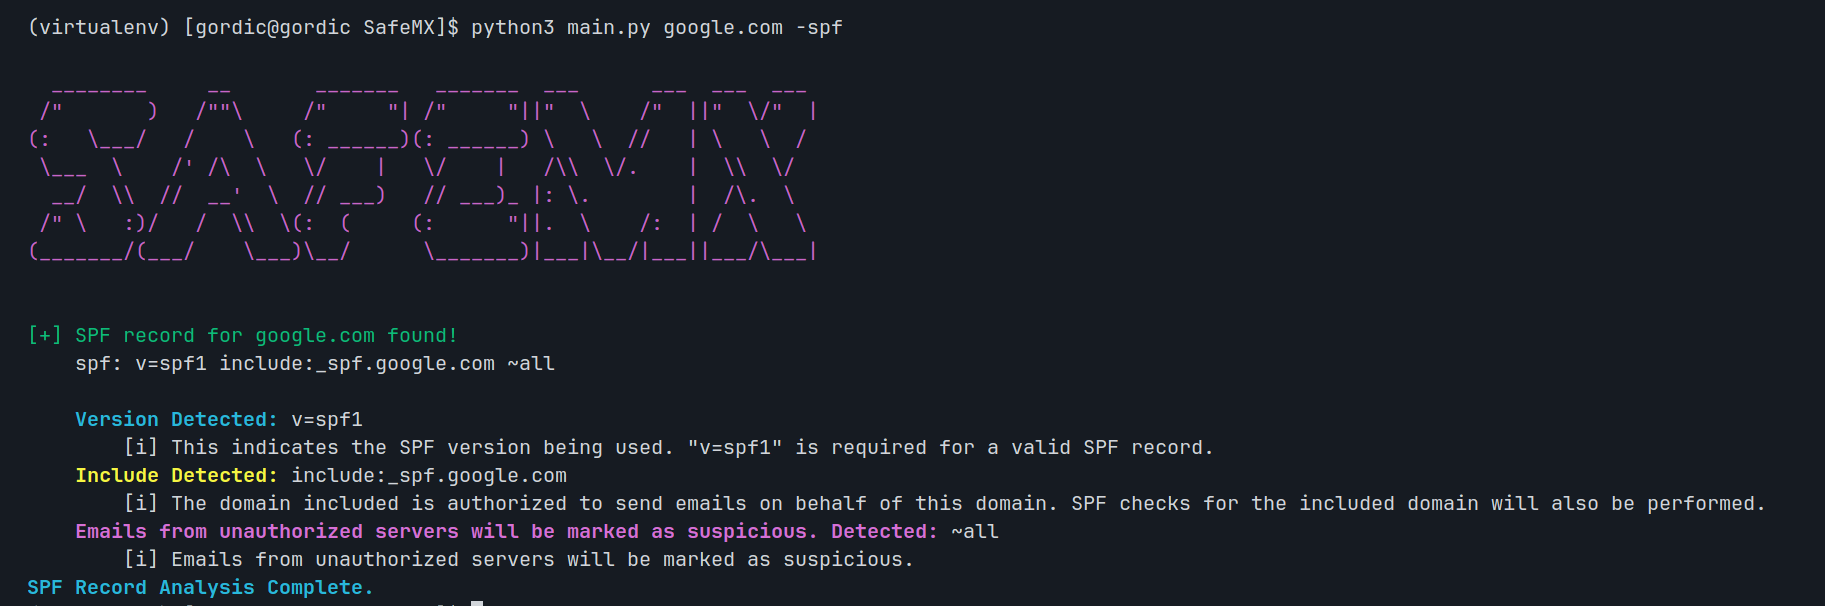 (virtualenv) [gordic@gordic SafeMX]$ python3 main.py google.com -spf
SAFEMX
[+] SPF record for google.com found!
spf: v=spf1 include:_spf.google.com ~all
Version Detected: v=spf1
[i] This indicates the SPF version being used. "v=spf1" is required for a valid SPF record.
Include Detected: include:_spf.google.com
[i] The domain included is authorized to send emails on behalf of this domain. SPF checks for the included domain will also be performed.
Emails from unauthorized servers will be marked as suspicious. Detected: ~all
[i] Emails from unauthorized servers will be marked as suspicious.
SPF Record Analysis Complete.